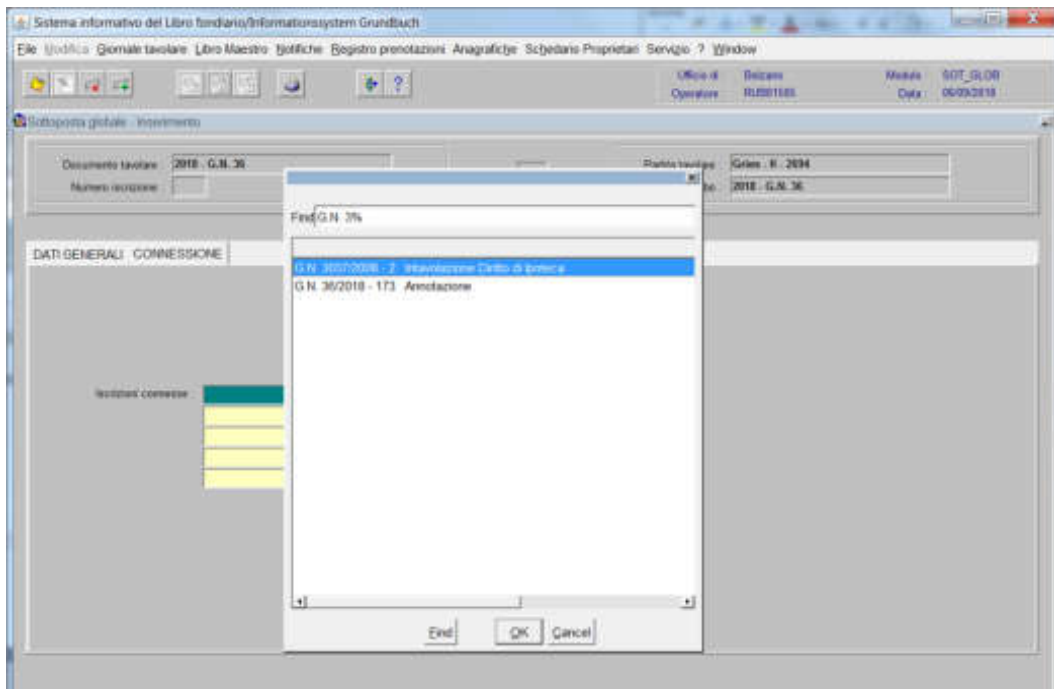 Sistema informativo del Libro fondiario/Informationssystem Grundbuch
File Modifica Giornale tavolare Libro Maestro Notifiche Registro prenotazioni Anagrafiche Schedario Proprietari Servizio ? Window
Ufficio di Bolzano Modulo SOT_GLOB
Operatore Data 06/09/2018
Sottoposta globale - Inserimento
Documento tavolare 2018 - G.N. 36 Partita tavolare Gries - II - 2694
Numero iscrizione 2018 - G.N. 36
Find G.N. 3%
DATI GENERALI CONNESSIONE
2 Intavolazione Diritto di Ipoteca
G.N. 36/2018 - 173 Annotazione
Iscrizioni connesse
Find OK Cancel